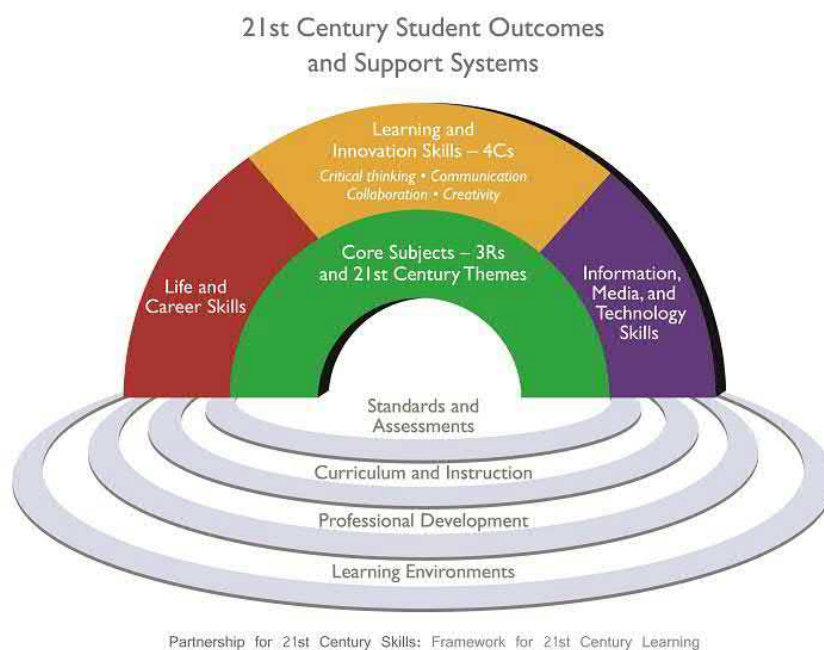 21st Century Student Outcomes
and Support Systems
Learning and
Innovation Skills – 4Cs
Critical thinking • Communication
Collaboration • Creativity
Core Subjects – 3Rs
and 21st Century Themes
Life and
Career Skills
Information,
Media, and
Technology
Skills
Standards and
Assessments
Curriculum and Instruction
Professional Development
Learning Environments
Partnership for 21st Century Skills: Framework for 21st Century Learning